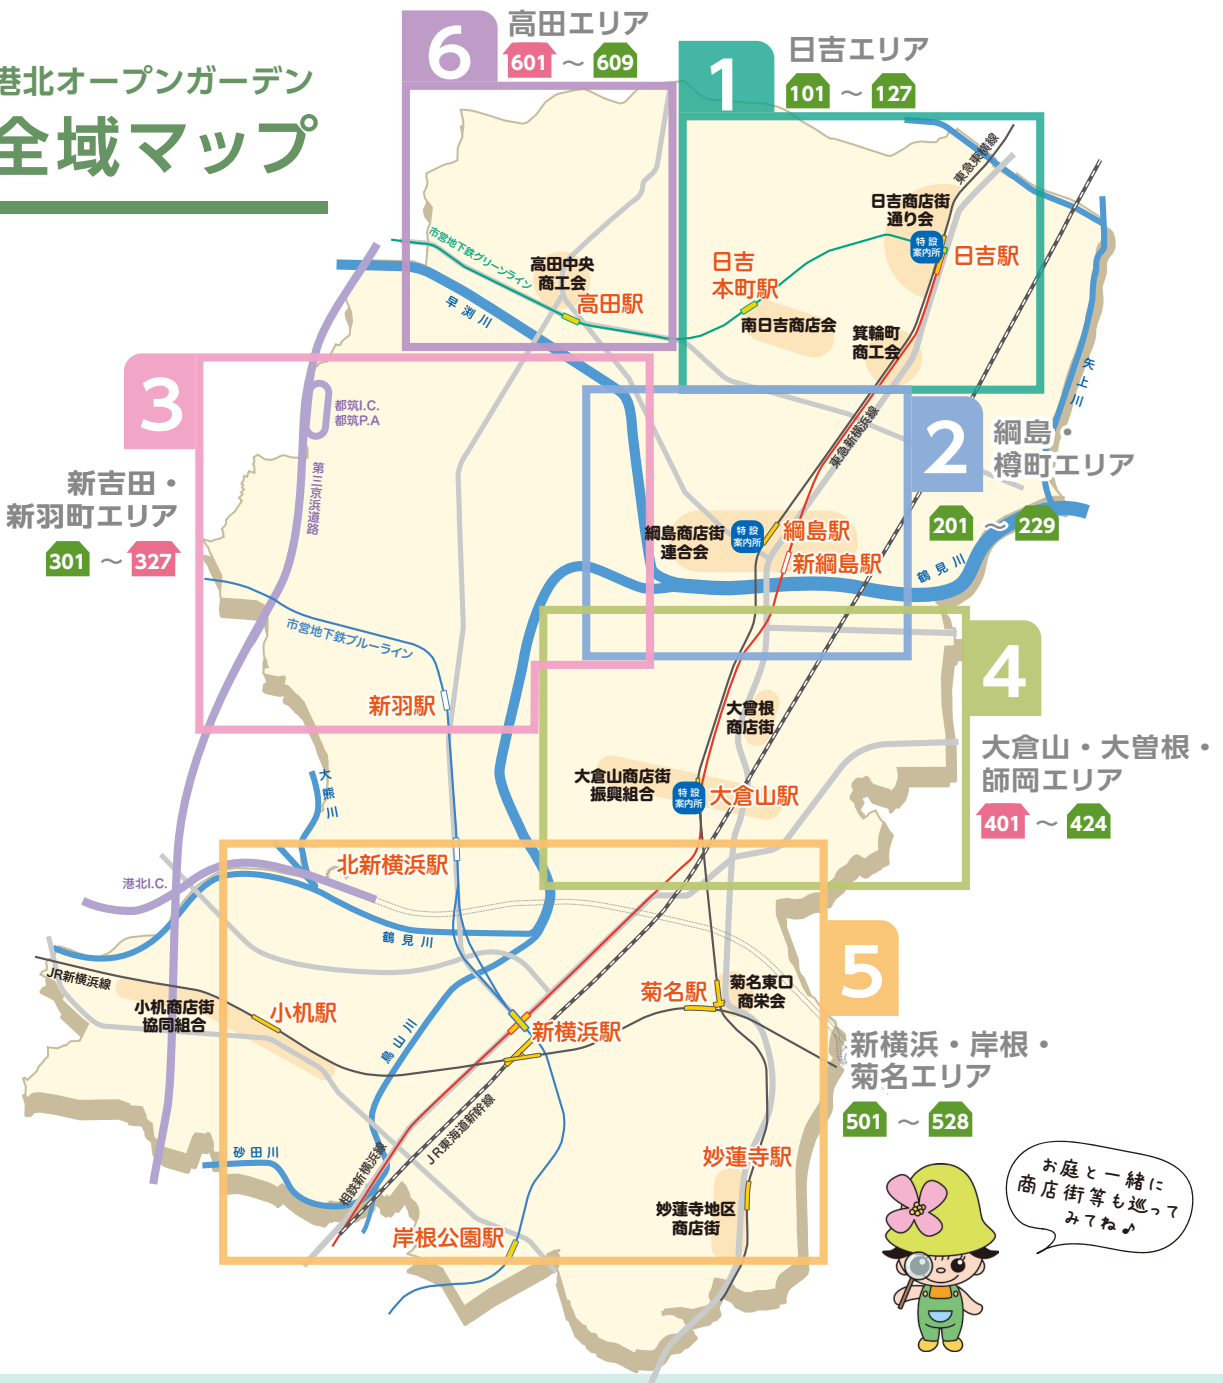 港北オープンガーデン
全域マップ
6
高田エリア
601 ～ 609
1
日吉エリア
101 ～ 127
東急東横線
日吉商店街
通り会
特設
案内所
日吉駅
市営地下鉄グリーンライン
高田中央
商工会
高田駅
早渕川
日吉
本町駅
南日吉商店会
箕輪町
商工会
矢上川
3
都筑I.C.
都筑P.A
第三京浜道路
新吉田・
新羽町エリア
301 ～ 327
2
綱島・
樽町エリア
201 ～ 229
東急新横浜線
綱島商店街
連合会
特設
案内所
綱島駅
新綱島駅
鶴見川
市営地下鉄ブルーライン
新羽駅
4
大倉山・大曽根・
師岡エリア
401 ～ 424
大曾根
商店街
大倉山商店街
振興組合
特設
案内所
大倉山駅
大熊川
北新横浜駅
港北I.C.
鶴見川
5
新横浜・岸根・
菊名エリア
501 ～ 528
JR新横浜線
小机商店街
協同組合
小机駅
鳥山川
新横浜駅
菊名駅
菊名東口
商栄会
JR東海道新幹線
相鉄新横浜線
砂田川
妙蓮寺駅
妙蓮寺地区
商店街
岸根公園駅
お庭と一緒に
商店街等も巡って
みてね♪